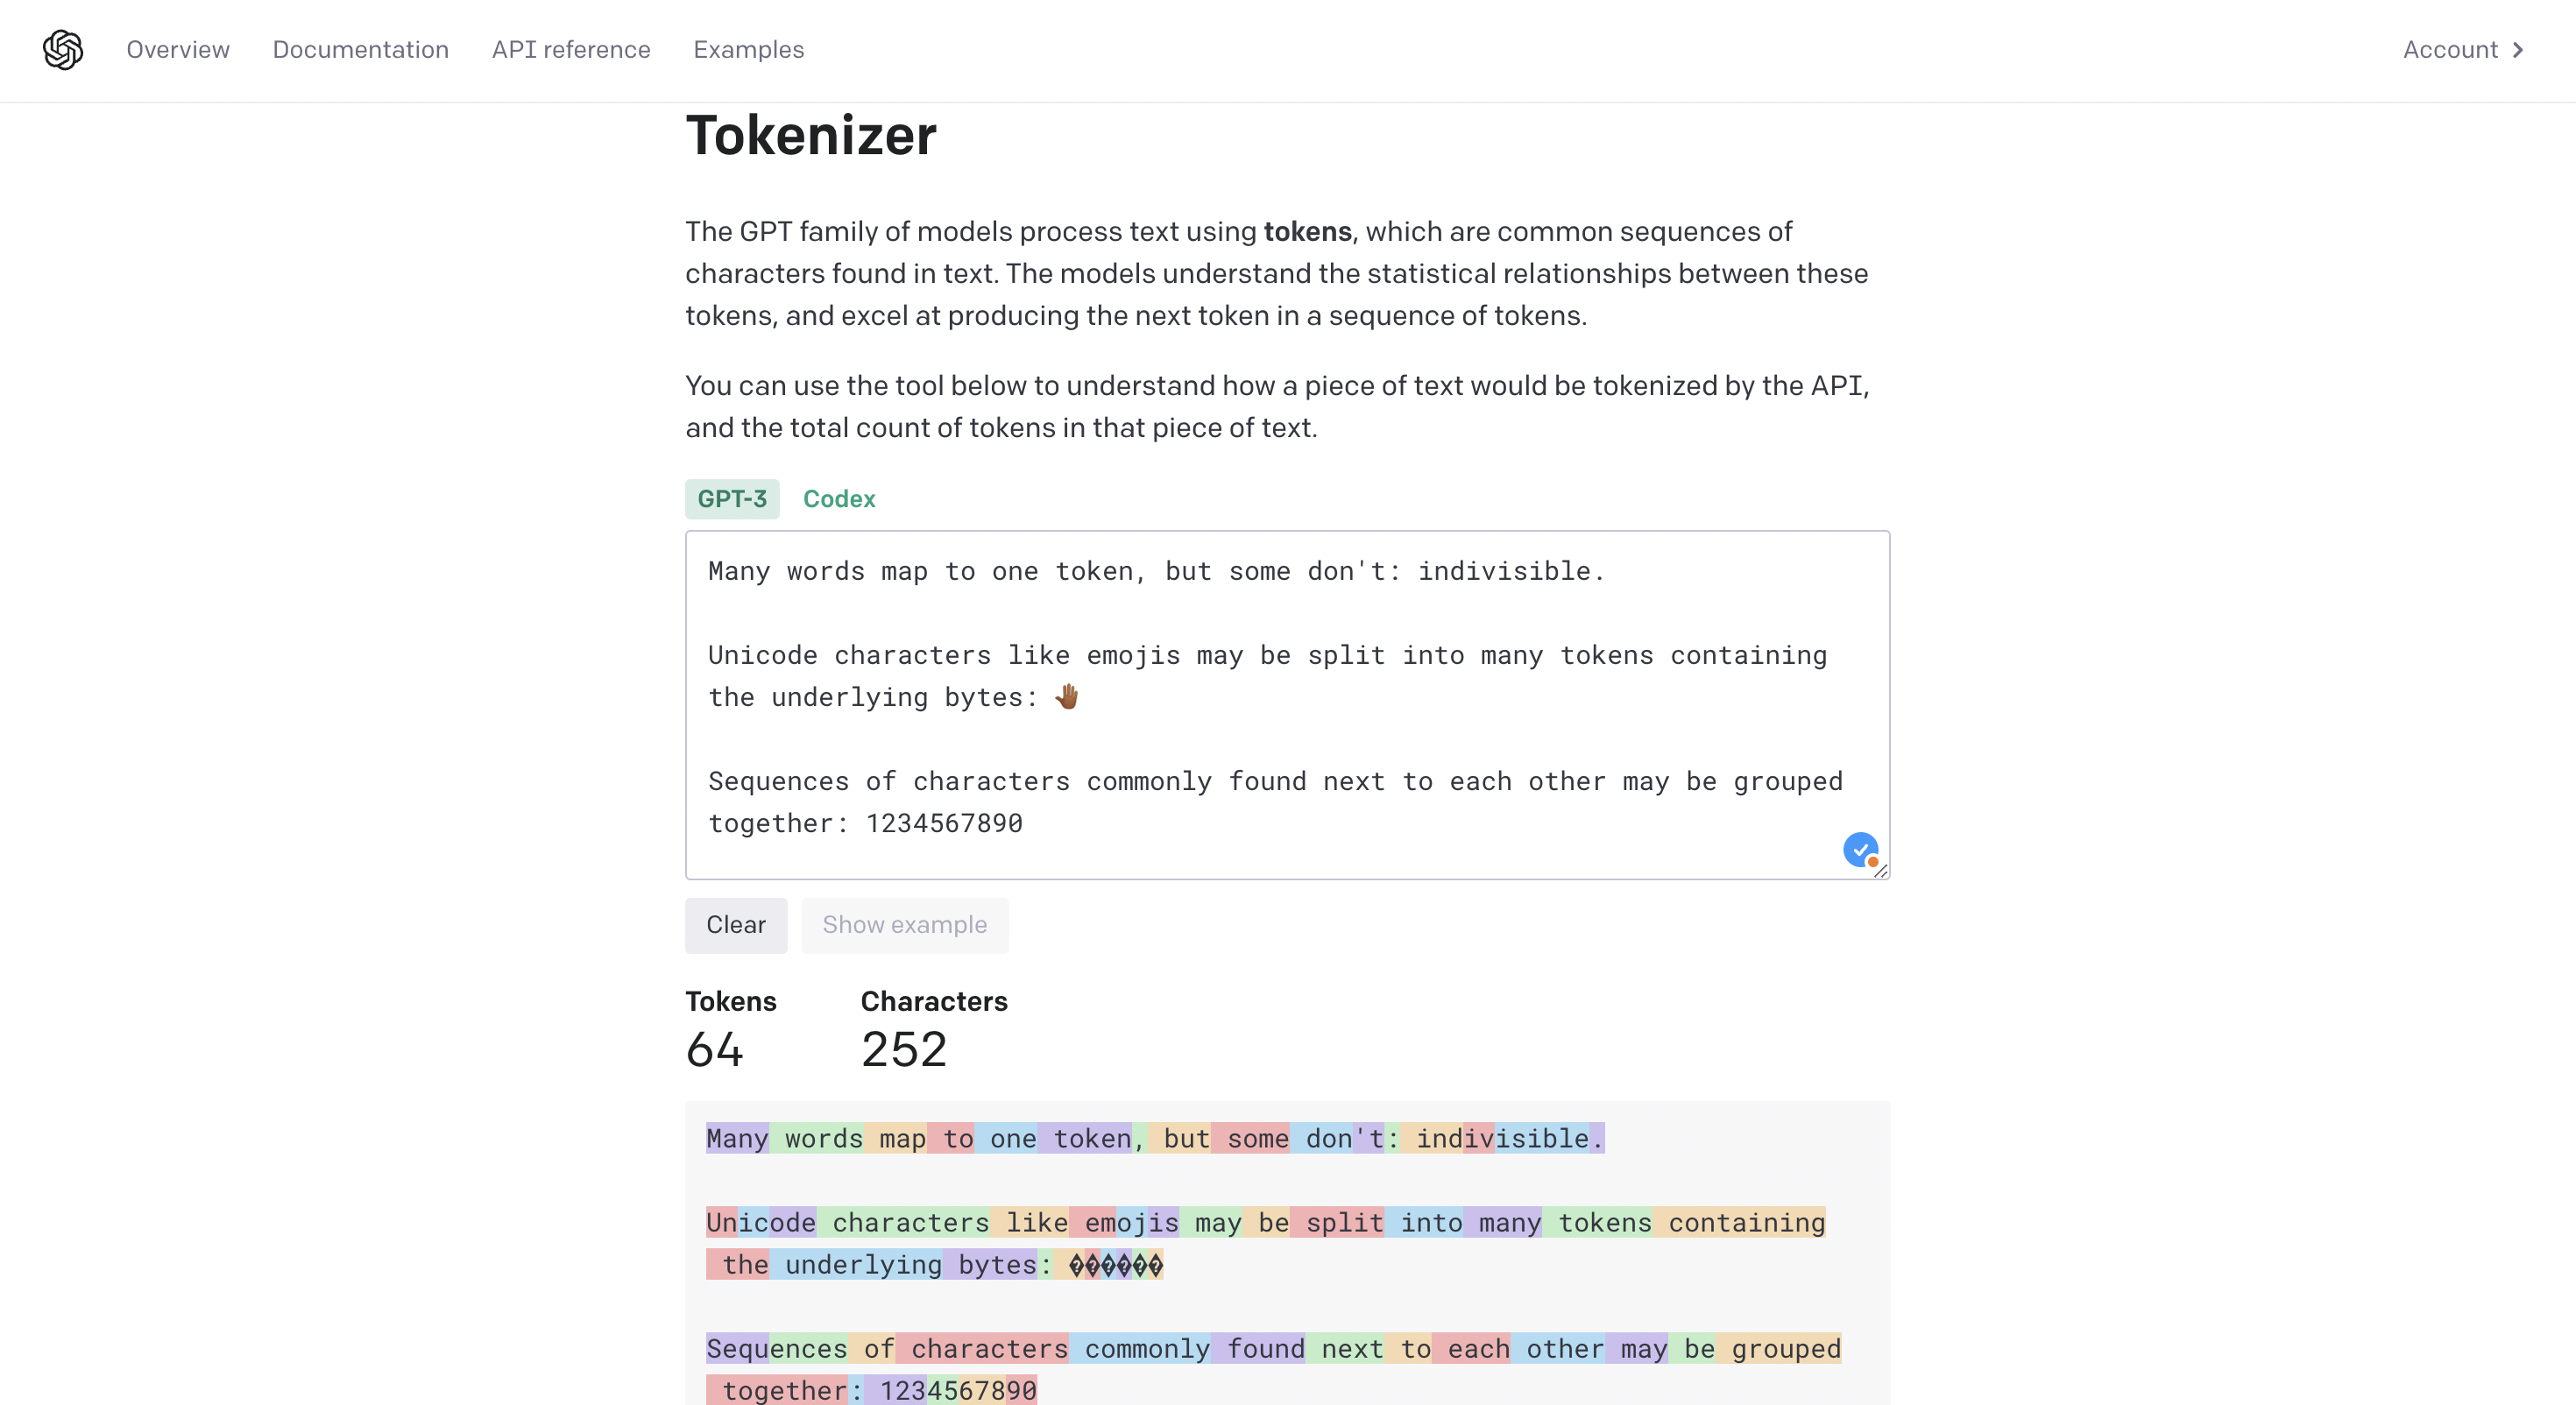 Overview Documentation API reference Examples Account
Tokenizer
The GPT family of models process text using tokens, which are common sequences of
characters found in text. The models understand the statistical relationships between these
tokens, and excel at producing the next token in a sequence of tokens.
You can use the tool below to understand how a piece of text would be tokenized by the API,
and the total count of tokens in that piece of text.
GPT-3 Codex
Many words map to one token, but some don't: indivisible.
Unicode characters like emojis may be split into many tokens containing
the underlying bytes: 🤚🏾
Sequences of characters commonly found next to each other may be grouped
together: 1234567890
Clear Show example
Tokens Characters
64 252
Many words map to one token, but some don't: indivisible.
Unicode characters like emojis may be split into many tokens containing
the underlying bytes: ������
Sequences of characters commonly found next to each other may be grouped
together: 1234567890